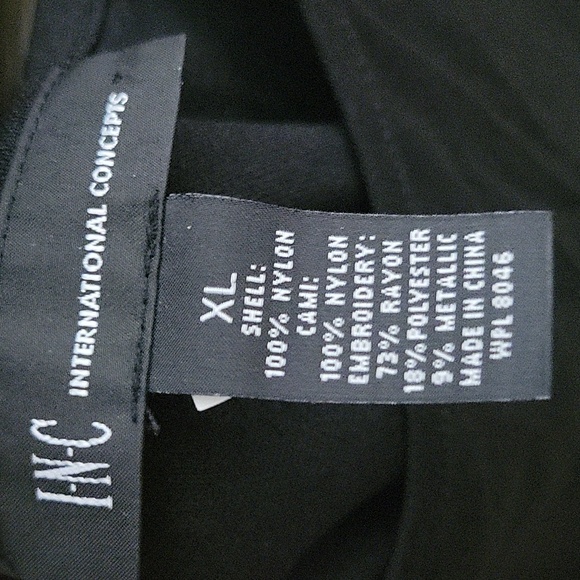 I·N·C INTERNATIONAL CONCEPTS™
XL
SHELL:
100% NYLON
CAMI:
100% NYLON
EMBROIDERY:
73% RAYON
18%POLYESTER
9% METALLIC
MADE IN CHINA
WPL 8046